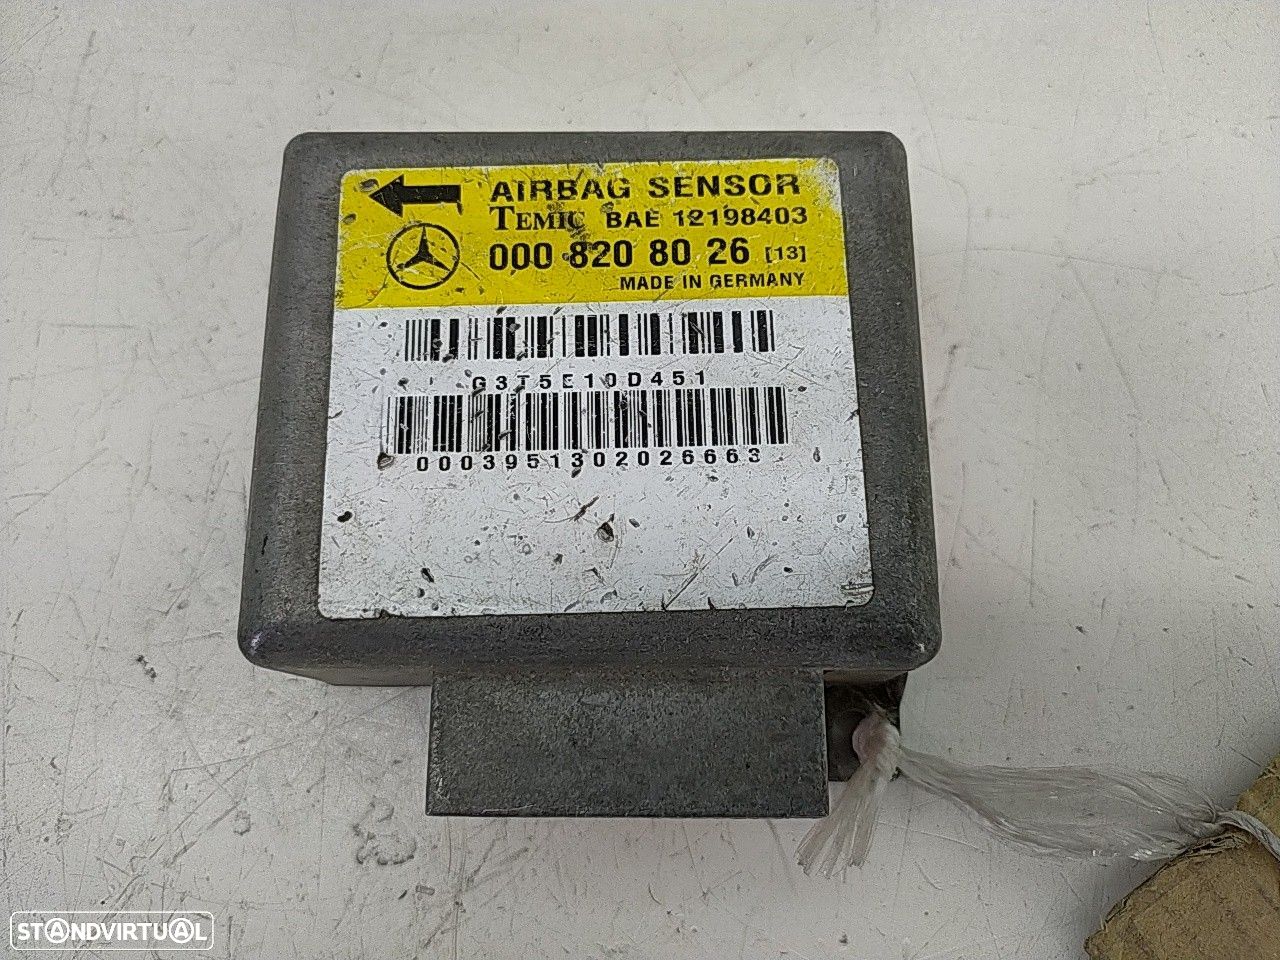 AIRBAG SENSOR
TEMIC BAE 12198403
000 820 80 26 [13]
MADE IN GERMANY
G3T5E10D451
0003951302026663
STANDVIRTUAL